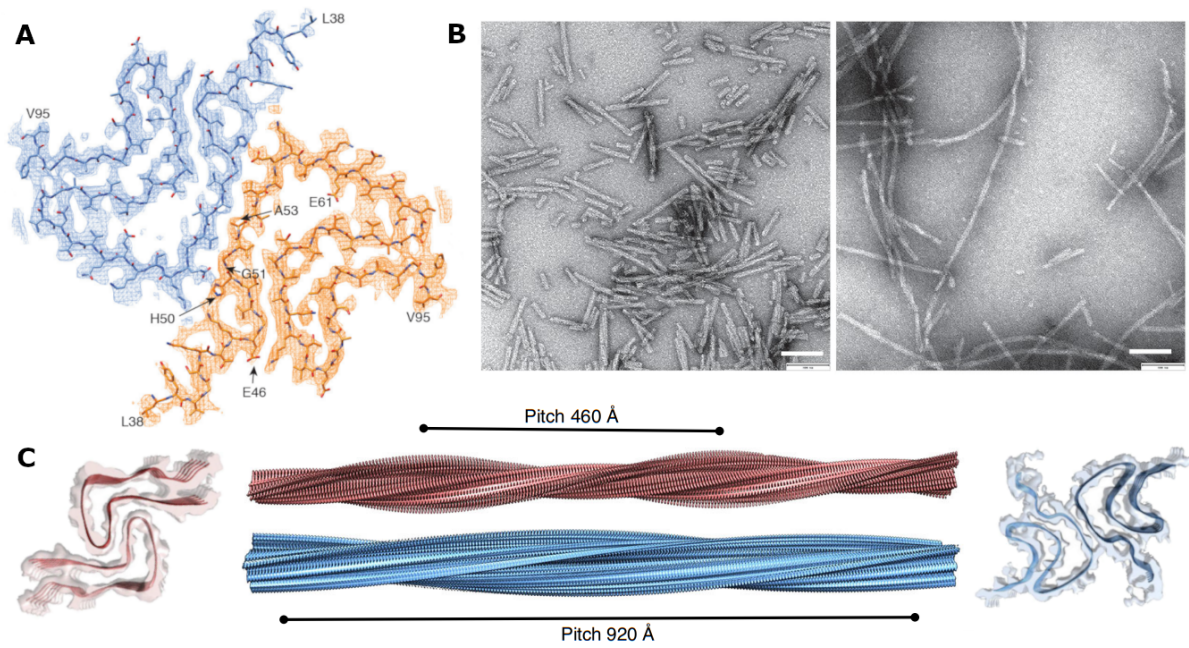 A
L38
V95
E61
A53
G51
H50
V95
E46
L38
B
C
Pitch 460 Å
Pitch 920 Å